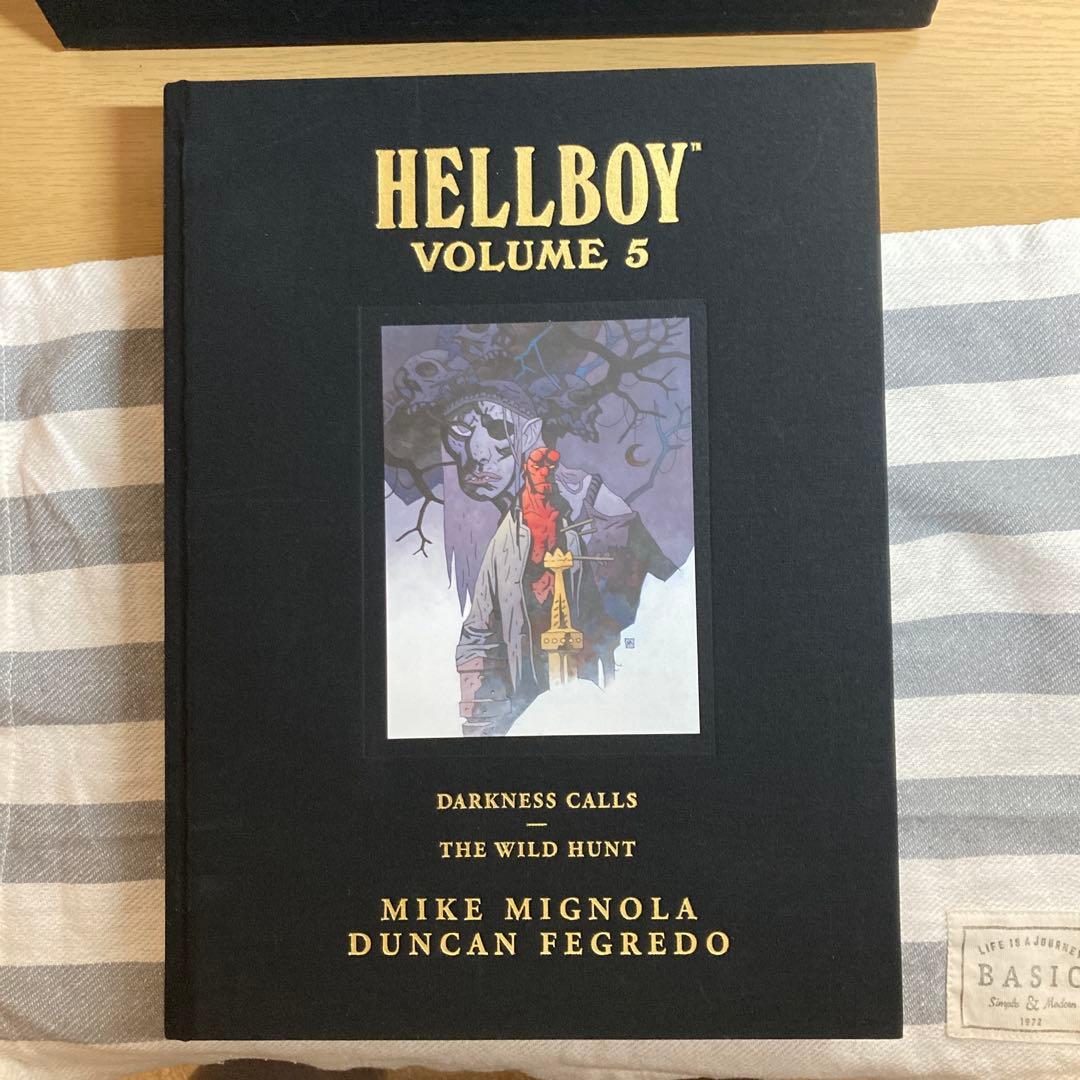 HELLBOY™
VOLUME 5
DARKNESS CALLS
—
THE WILD HUNT
MIKE MIGNOLA
DUNCAN FEGREDO
LIFE IS A JOURNEY
BASIC
Simple & Modern
1972